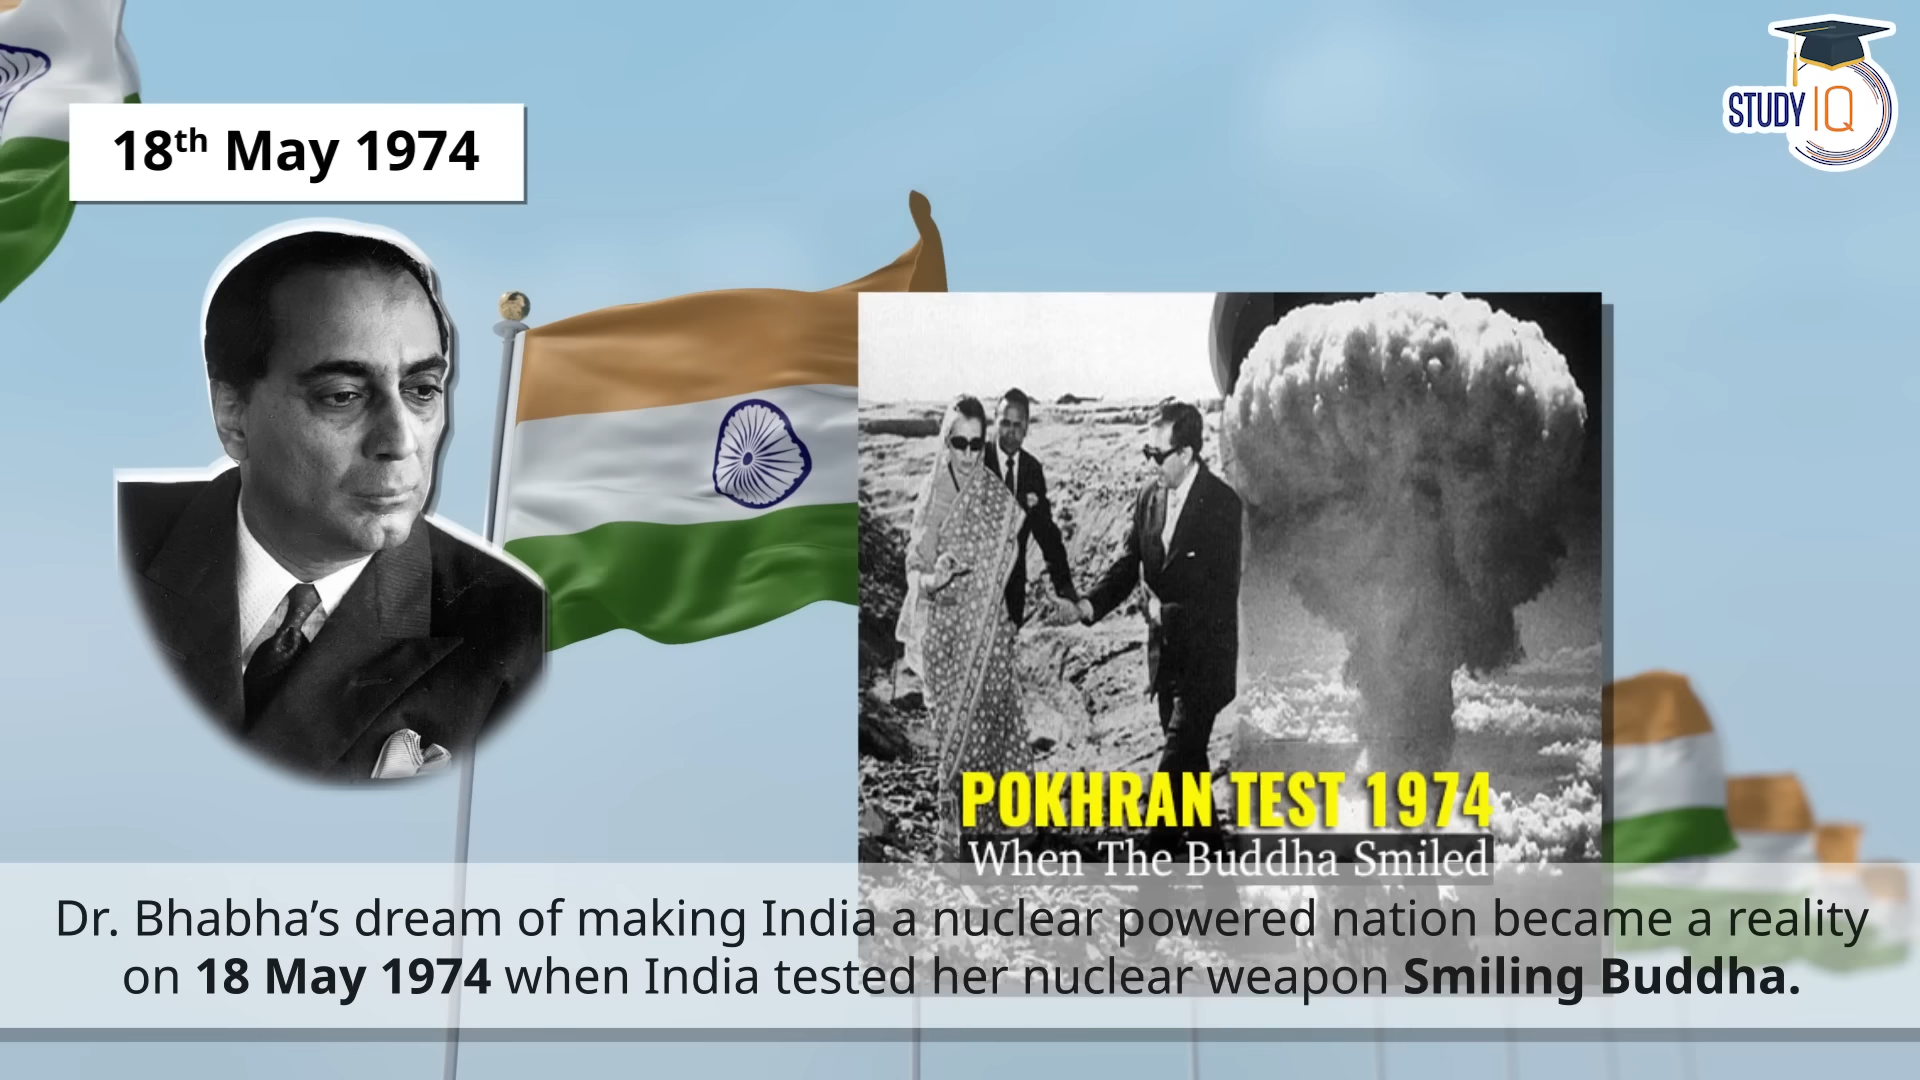 STUDY IQ
18th May 1974
POKHRAN TEST 1974
When The Buddha Smiled
Dr. Bhabha’s dream of making India a nuclear powered nation became a reality
on 18 May 1974 when India tested her nuclear weapon Smiling Buddha.